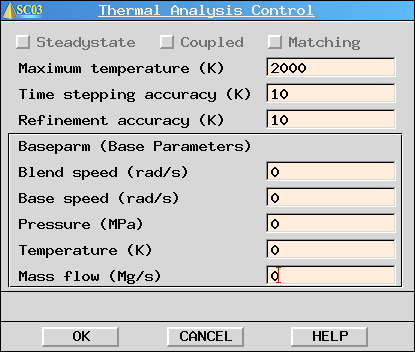 SC03 Thermal Analysis Control
Steadystate Coupled Matching
Maximum temperature (K) 2000
Time stepping accuracy (K) 10
Refinement accuracy (K) 10
Baseparm (Base Parameters)
Blend speed (rad/s) 0
Base speed (rad/s) 0
Pressure (MPa) 0
Temperature (K) 0
Mass flow (Mg/s) 0
OK CANCEL HELP